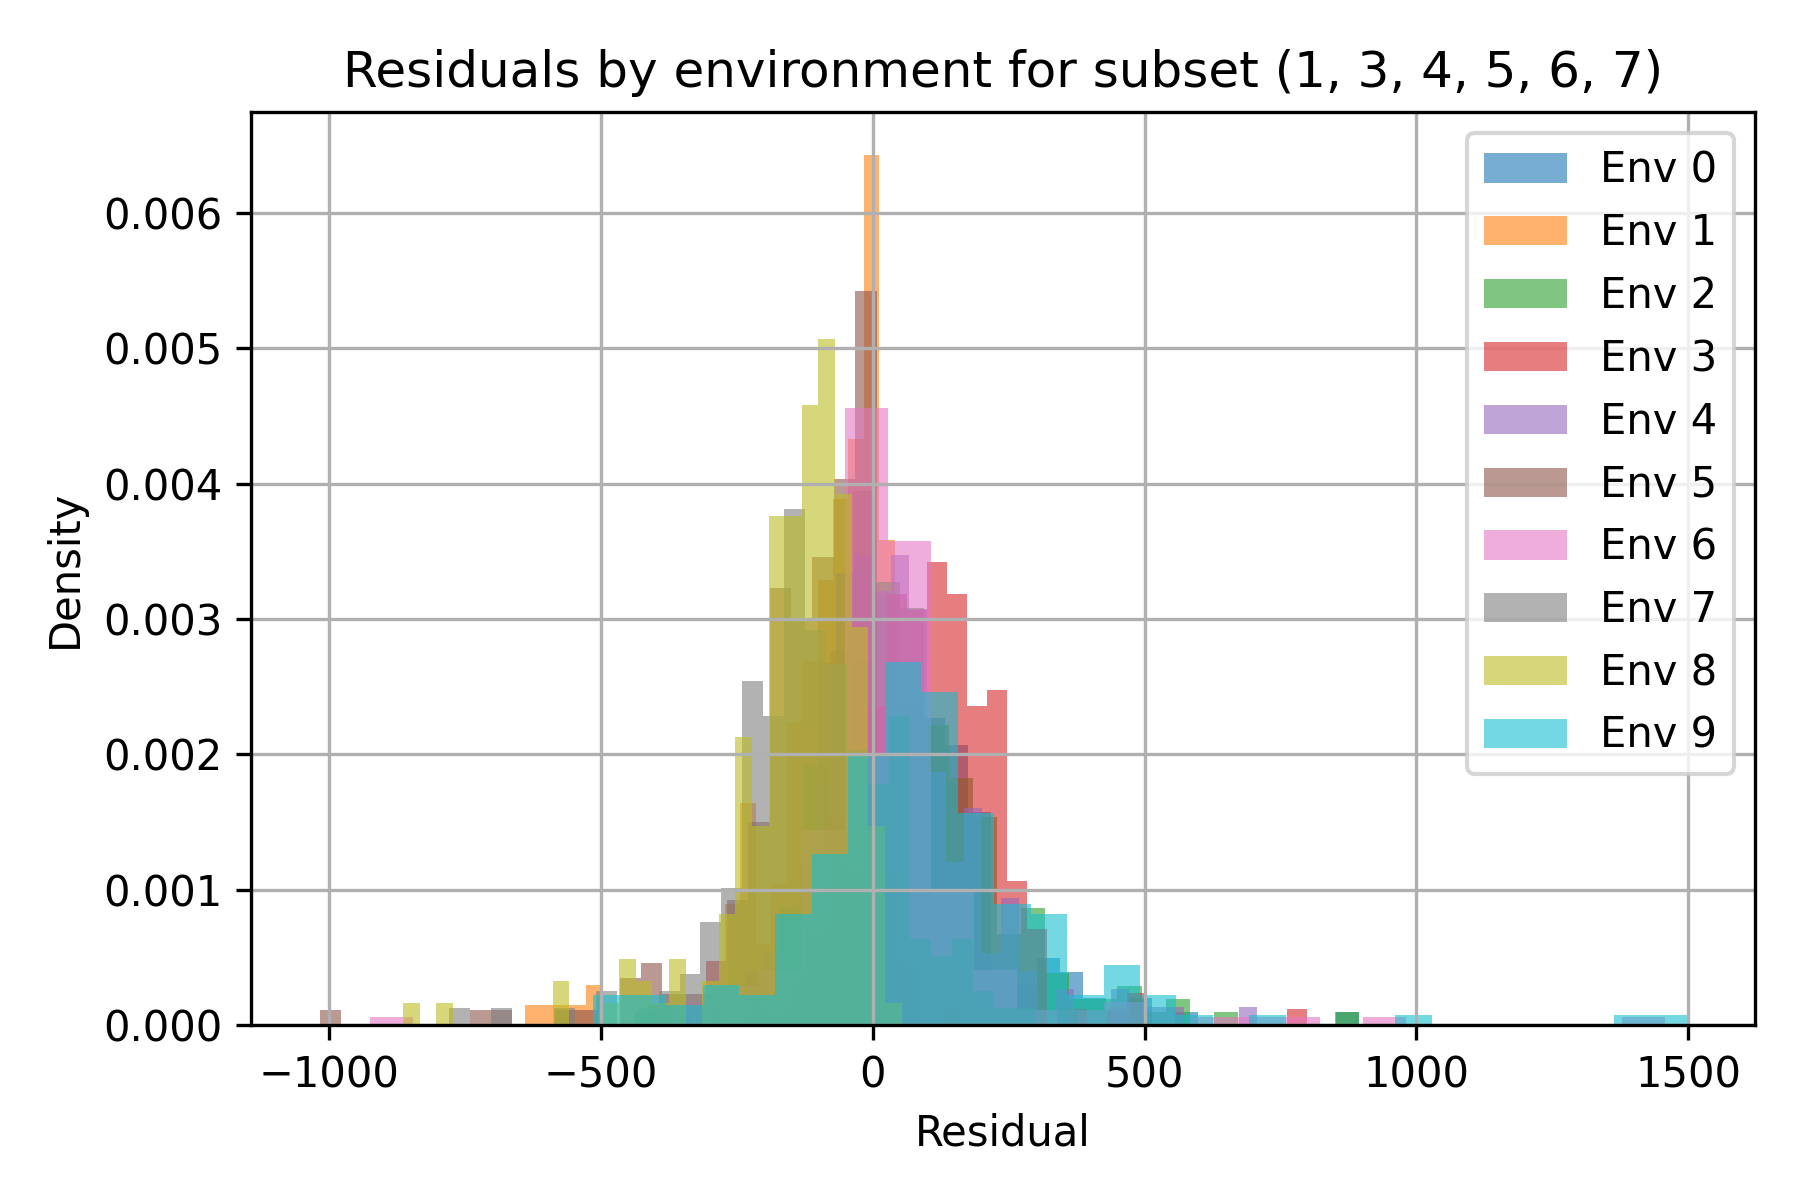 Residuals by environment for subset (1, 3, 4, 5, 6, 7)
Env 0
Env 1
Env 2
Env 3
Env 4
Env 5
Env 6
Env 7
Env 8
Env 9
0.006
0.005
0.004
0.003
0.002
0.001
0.000
Density
−1000
−500
0
500
1000
1500
Residual